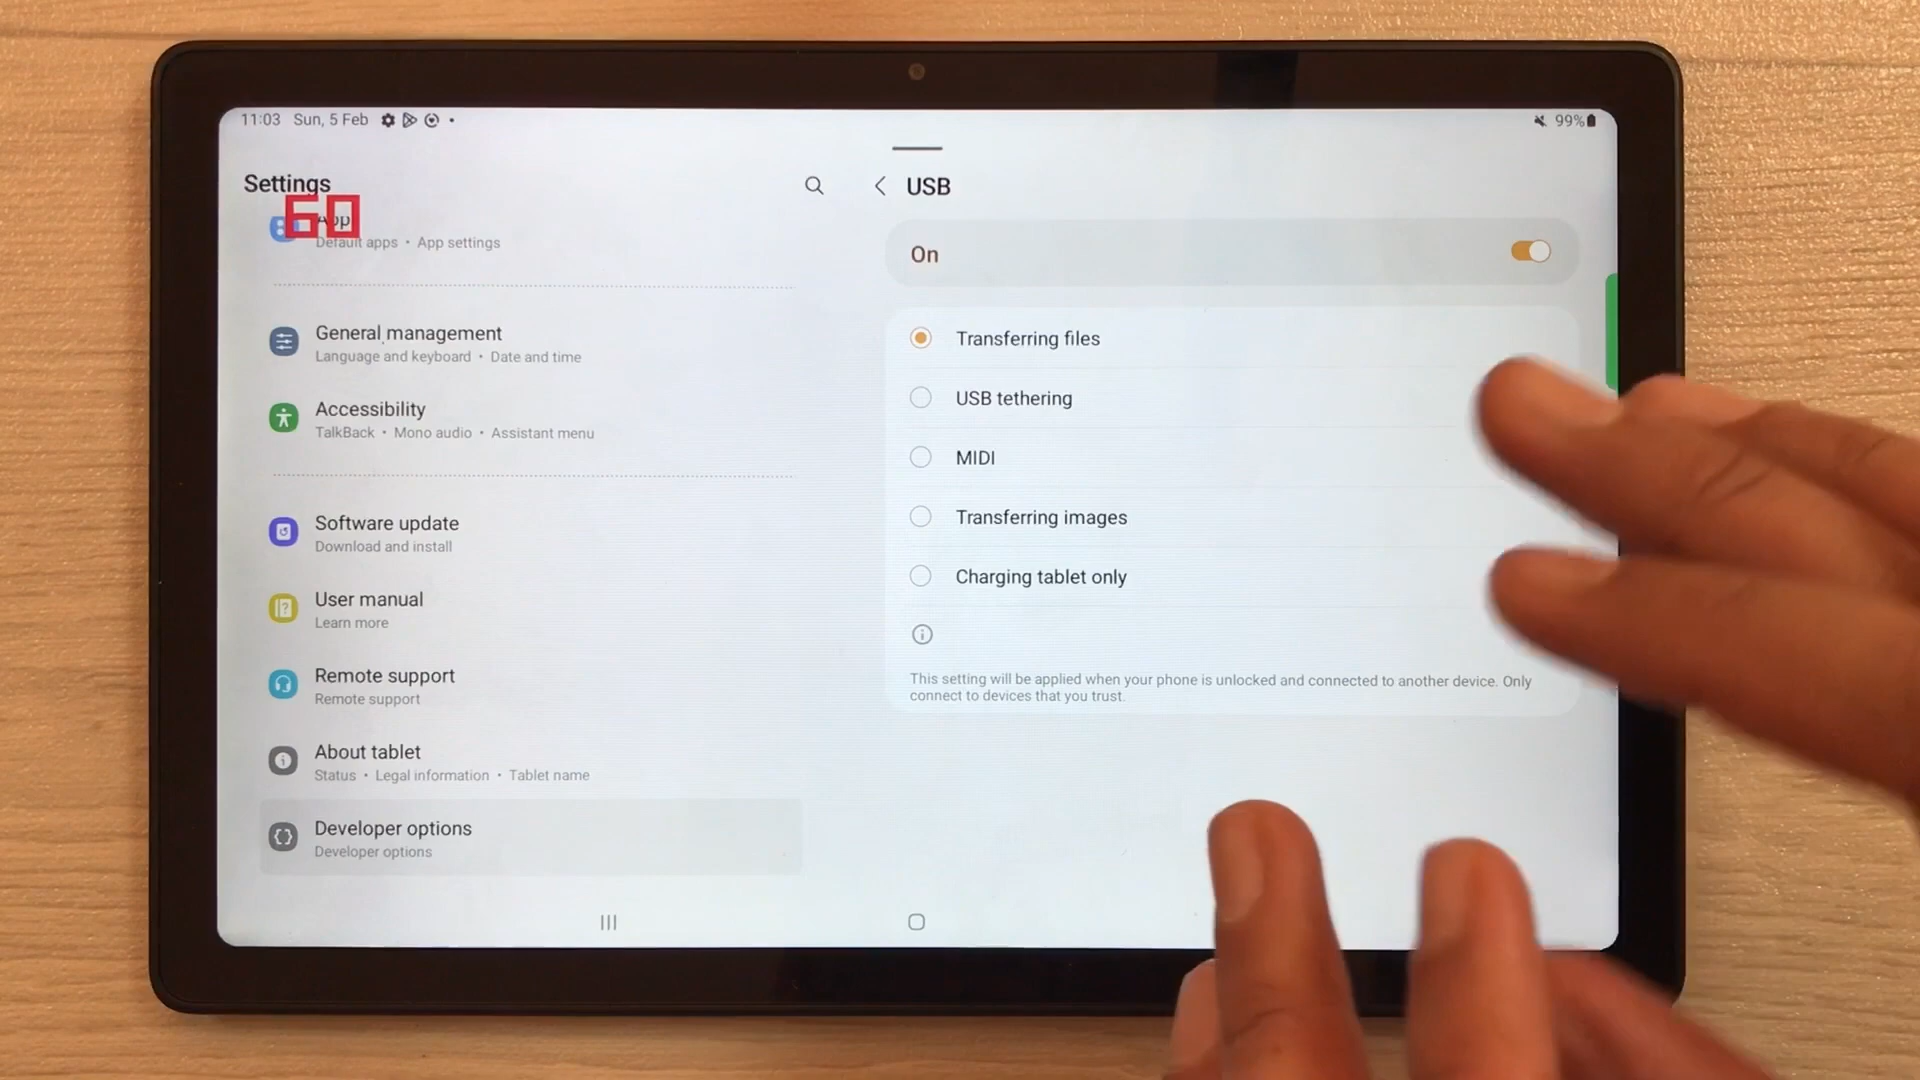 11:03 Sun, 5 Feb
99%
Settings
60
App
Default apps • App settings
General management
Language and keyboard • Date and time
Accessibility
TalkBack • Mono audio • Assistant menu
Software update
Download and install
User manual
Learn more
Remote support
Remote support
About tablet
Status • Legal information • Tablet name
Developer options
Developer options
USB
On
Transferring files
USB tethering
MIDI
Transferring images
Charging tablet only
This setting will be applied when your phone is unlocked and connected to another device. Only
connect to devices that you trust.